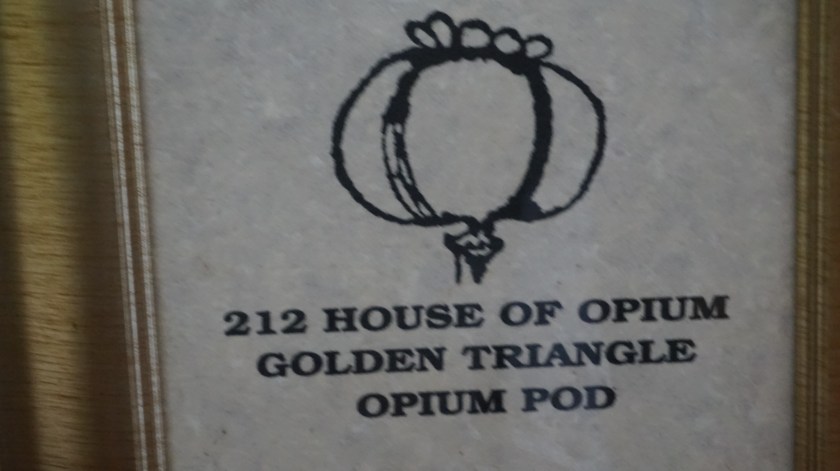 212 HOUSE OF OPIUM
GOLDEN TRIANGLE
OPIUM POD